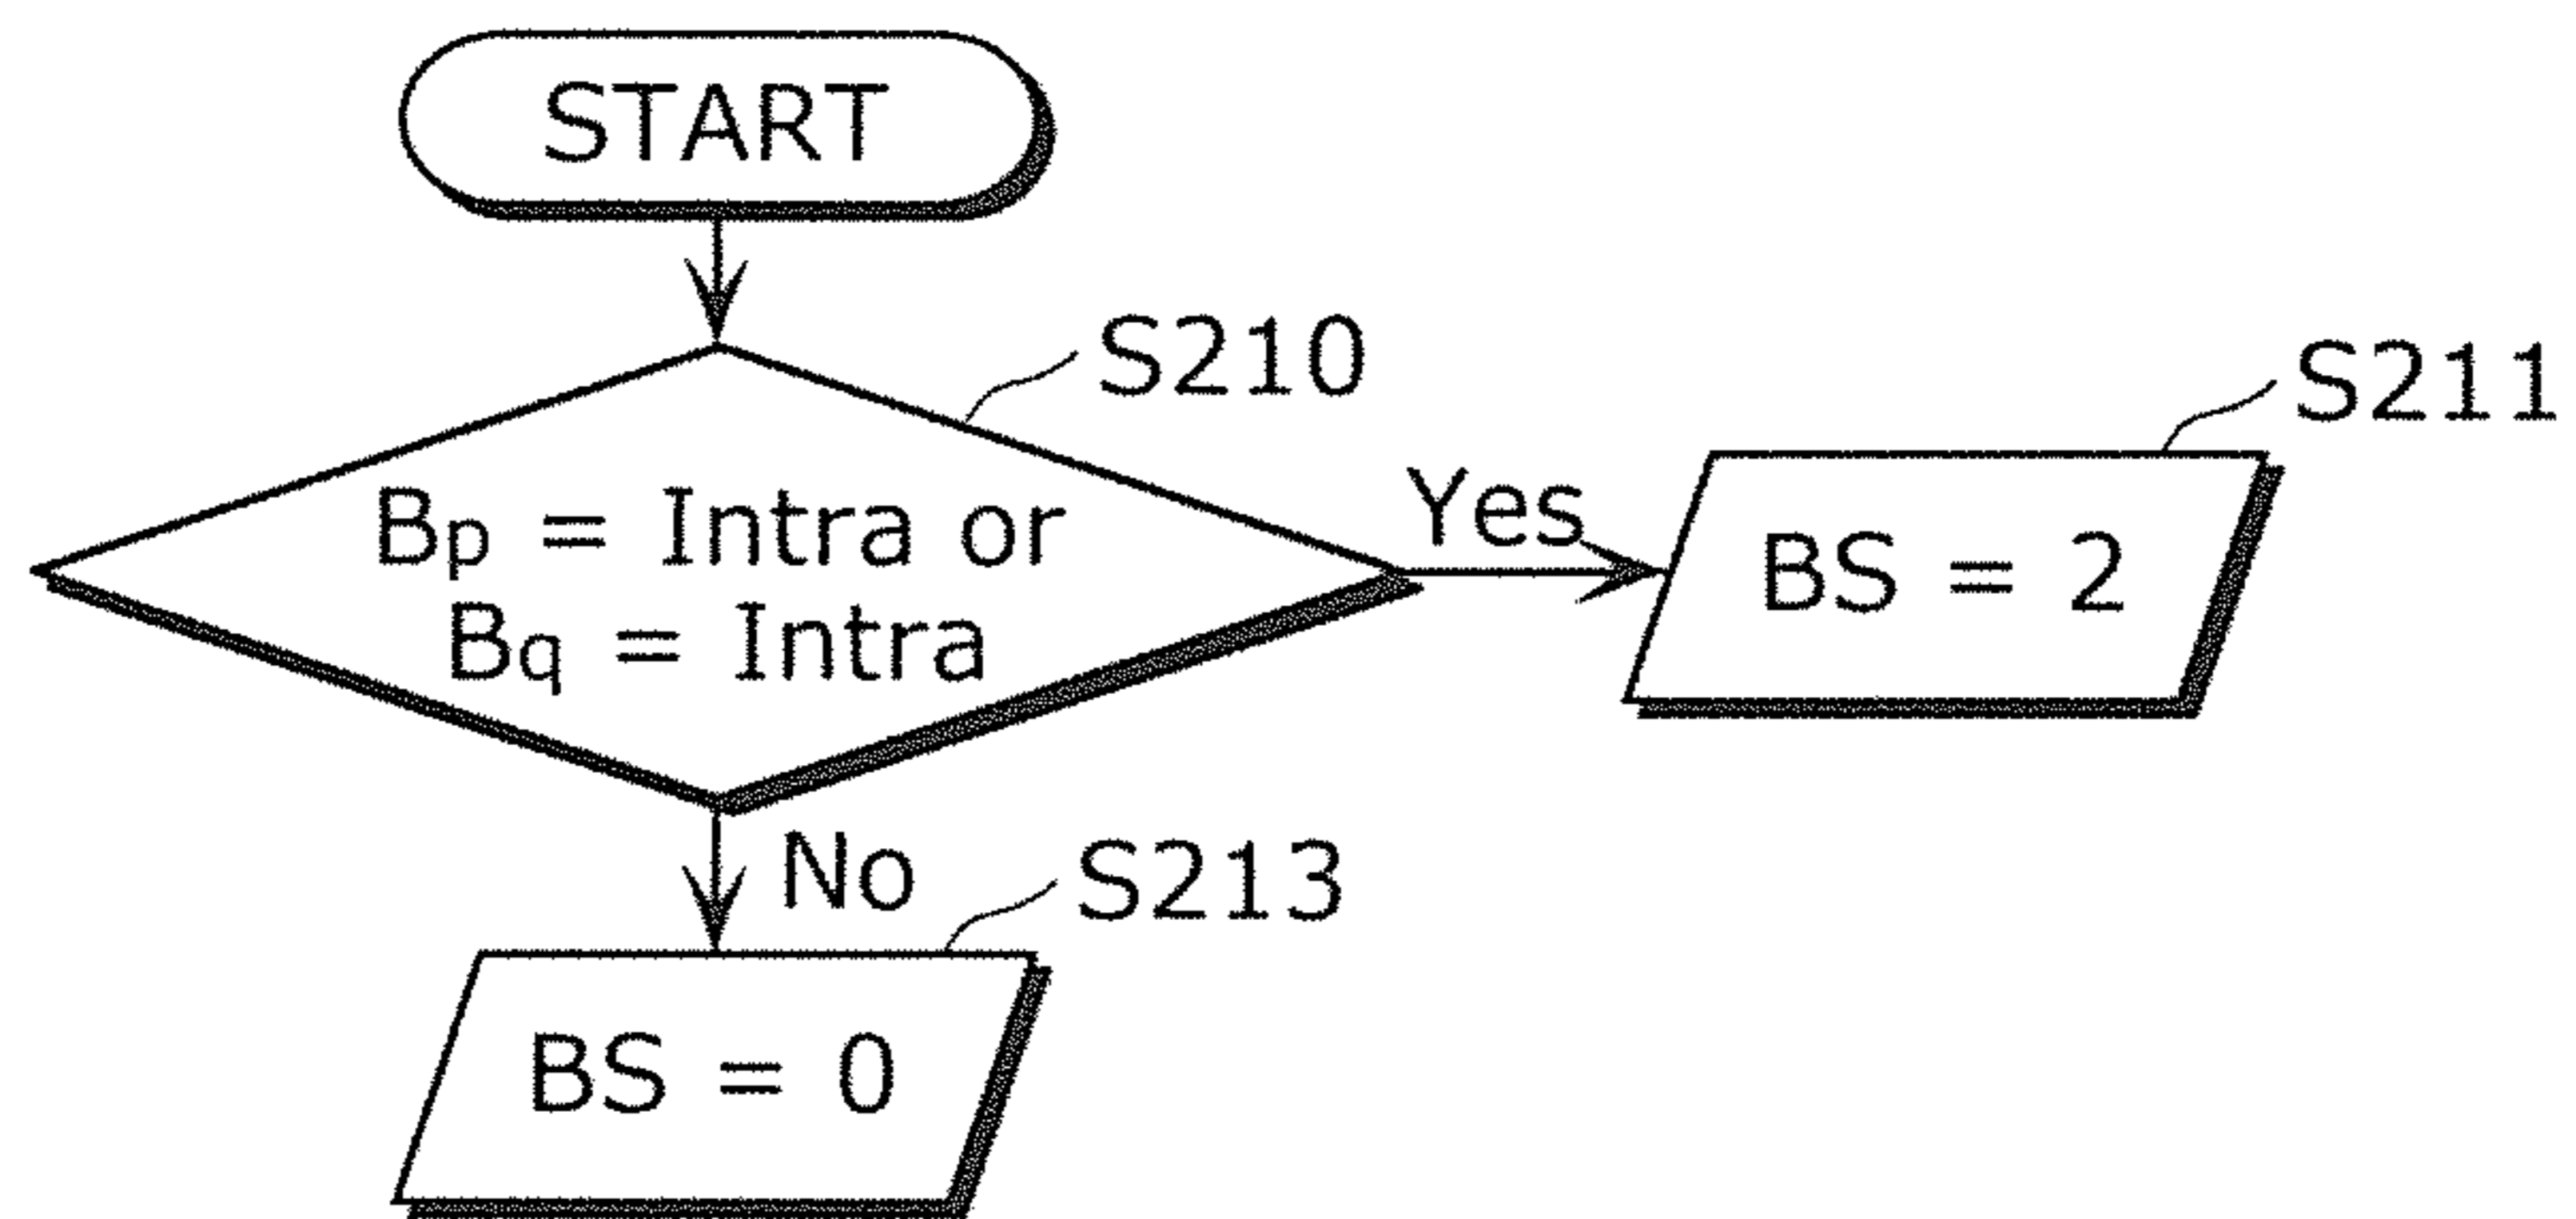 START
S210
S211
Bp = Intra or
Bq = Intra
Yes
BS = 2
No
S213
BS = 0